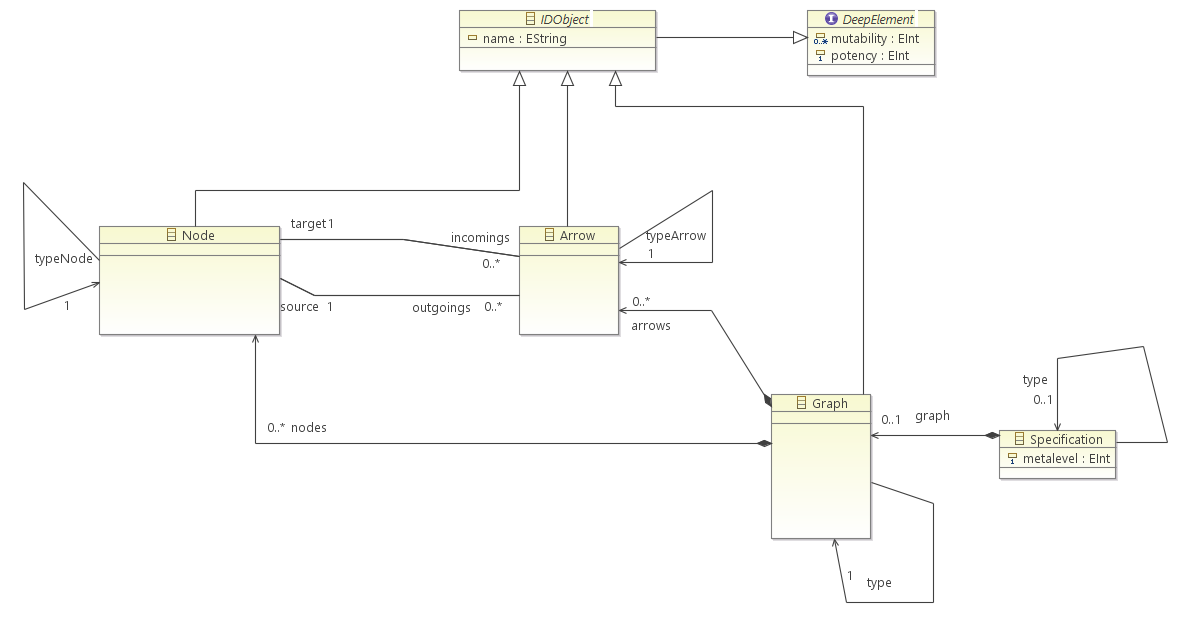 IDObject
name : EString
I DeepElement
0..* mutability : EInt
1 potency : EInt
Node
target 1
incomings
0..*
source 1
outgoings 0..*
typeNode
1
Arrow
typeArrow
1
0..*
arrows
0..* nodes
Graph
0..1 graph
type
0..1
Specification
1 metalevel : EInt
1 type